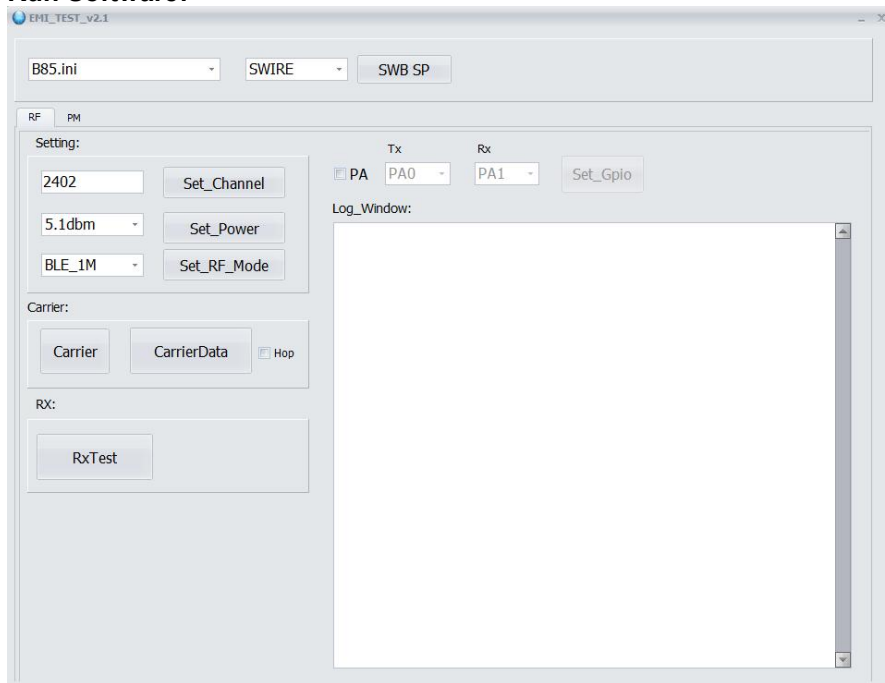 EMI_TEST_v2.1
B85.ini SWIRE SWB SP
RF PM
Setting:
Tx Rx
2402 Set_Channel
PA PA0 PA1 Set_Gpio
5.1dbm Set_Power
Log_Window:
BLE_1M Set_RF_Mode
Carrier:
Carrier CarrierData Hop
RX:
RxTest